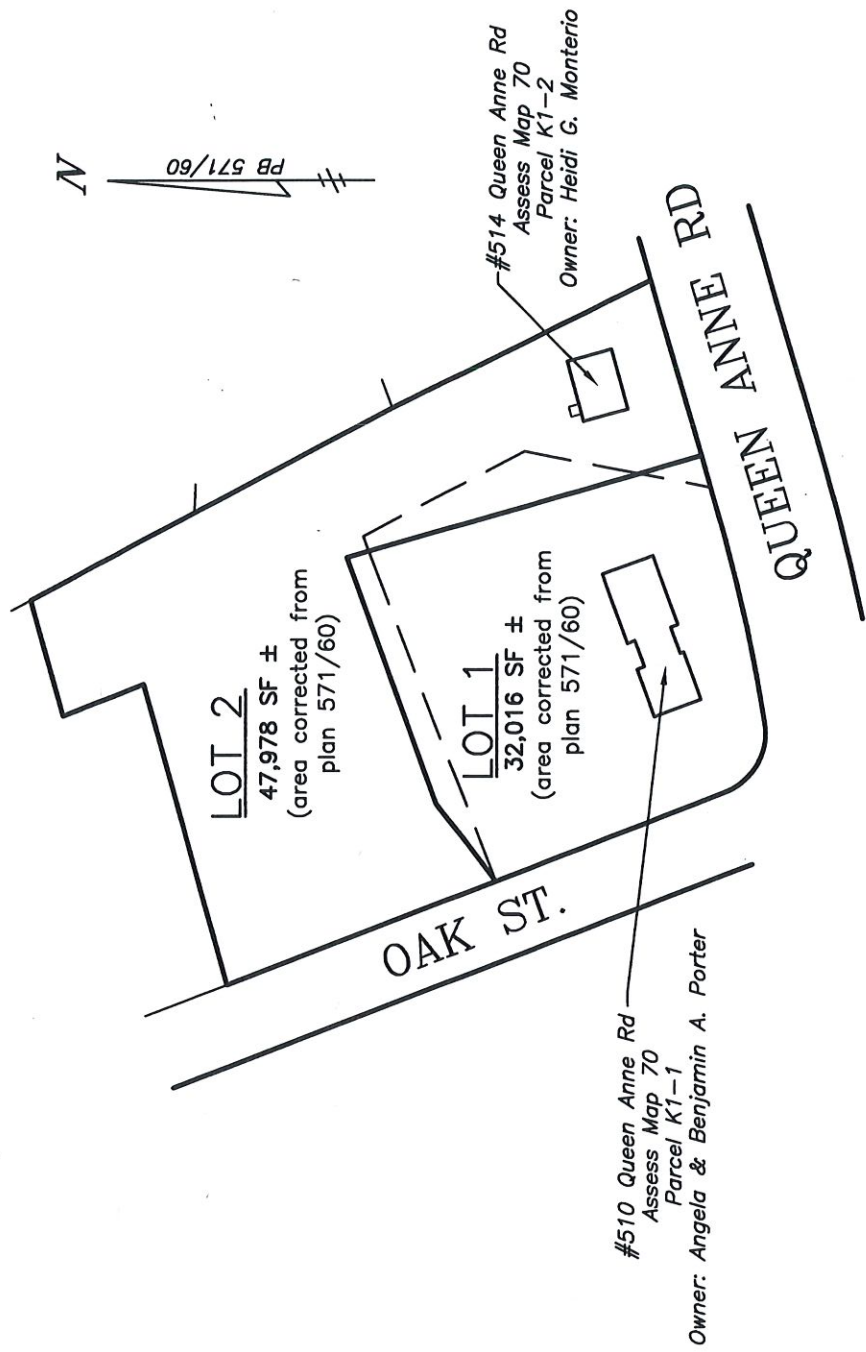 N
PB 571/60
#514 Queen Anne Rd
Assess Map 70
Parcel K1-2
Owner: Heidi G. Monterio
LOT 2
47,978 SF ±
(area corrected from
plan 571/60)
LOT 1
32,016 SF ±
(area corrected from
plan 571/60)
OAK ST.
QUEEN ANNE RD
#510 Queen Anne Rd
Assess Map 70
Parcel K1-1
Owner: Angela & Benjamin A. Porter